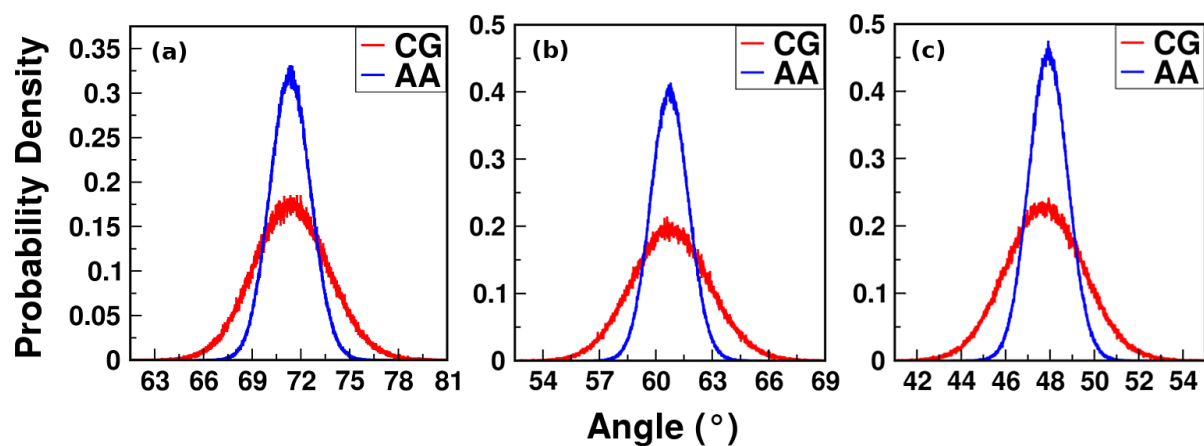 (a)
CG
AA
0.35
0.3
0.25
0.2
0.15
0.1
0.05
0
63 66 69 72 75 78 81
(b)
CG
AA
0.5
0.4
0.3
0.2
0.1
0
54 57 60 63 66 69
(c)
CG
AA
0.5
0.4
0.3
0.2
0.1
0
42 44 46 48 50 52 54
Probability Density
Angle (°)